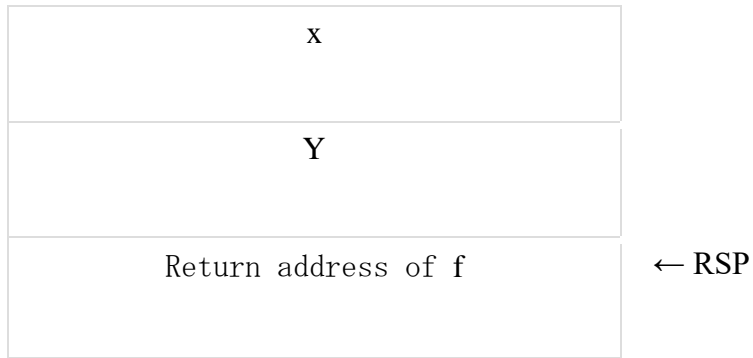 x
Y
Return address of f ← RSP